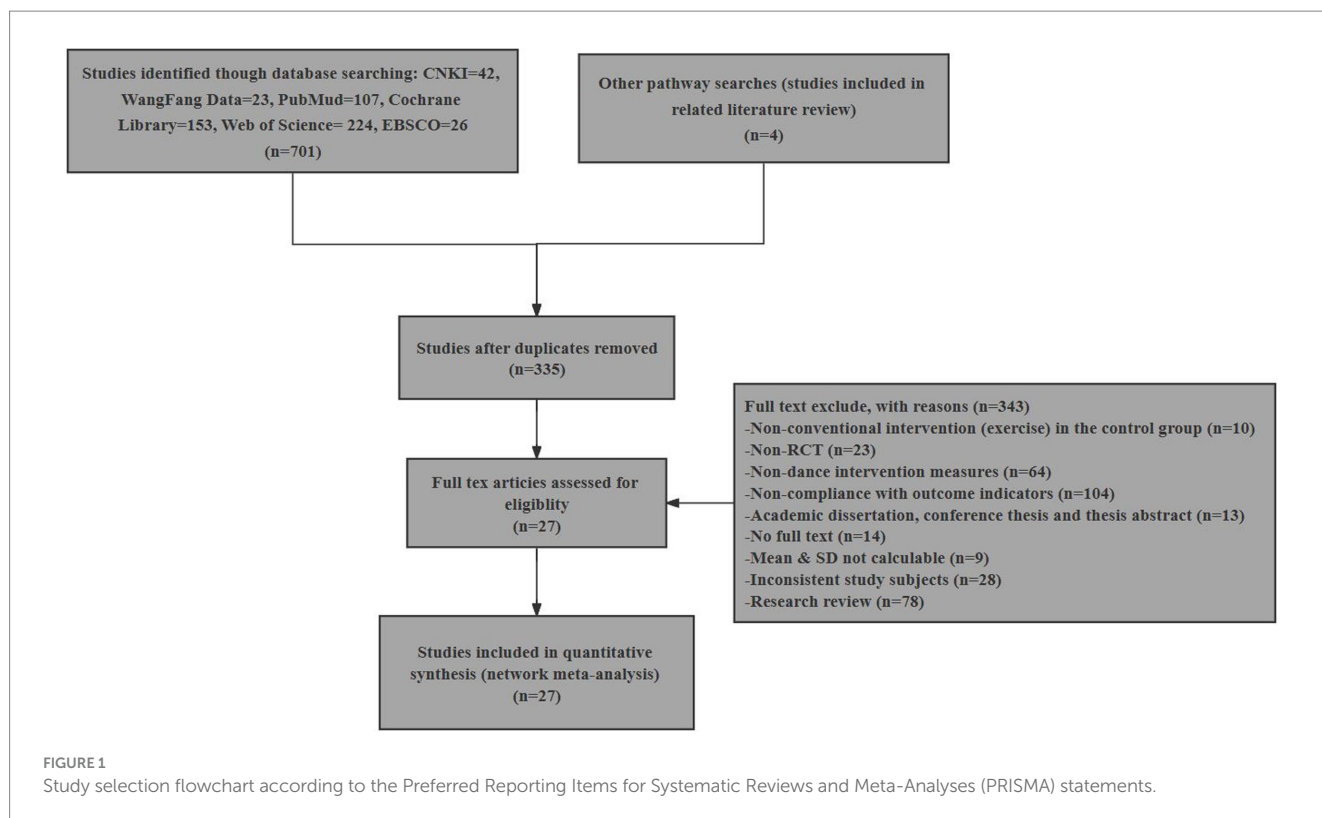 Studies identified though database searching: CNKI=42,
WangFang Data=23, PubMud=107, Cochrane
Library=153, Web of Science= 224, EBSCO=26
(n=701)
Other pathway searches (studies included in
related literature review)
(n=4)
Studies after duplicates removed
(n=335)
Full text exclude, with reasons (n=343)
-Non-conventional intervention (exercise) in the control group (n=10)
-Non-RCT (n=23)
-Non-dance intervention measures (n=64)
-Non-compliance with outcome indicators (n=104)
-Academic dissertation, conference thesis and thesis abstract (n=13)
-No full text (n=14)
-Mean & SD not calculable (n=9)
-Inconsistent study subjects (n=28)
-Research review (n=78)
Full tex articles assessed for
eligiblity
(n=27)
Studies included in quantitative
synthesis (network meta-analysis)
(n=27)
FIGURE 1
Study selection flowchart according to the Preferred Reporting Items for Systematic Reviews and Meta-Analyses (PRISMA) statements.